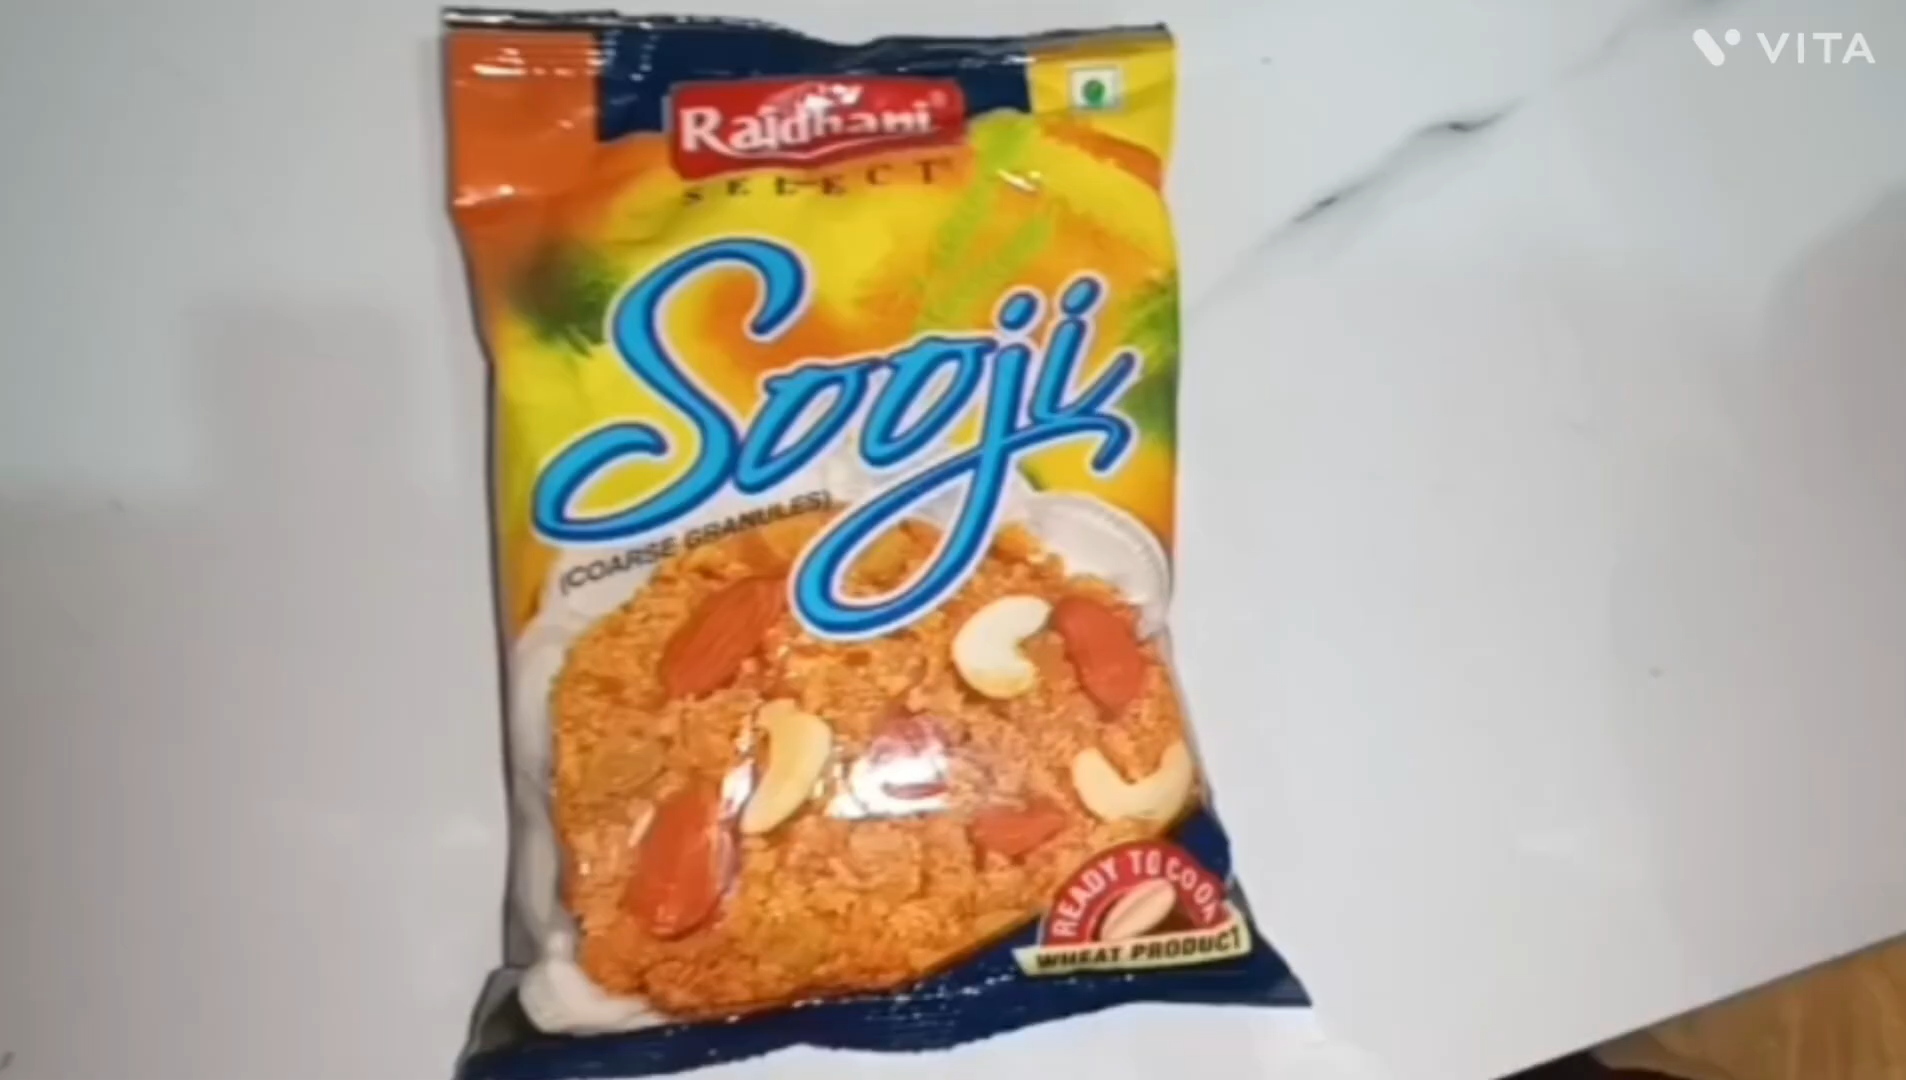 VITA
Rajdhani®
SELECT
Sooji
(COARSE GRANULES)
READY TO COOK
WHEAT PRODUCT